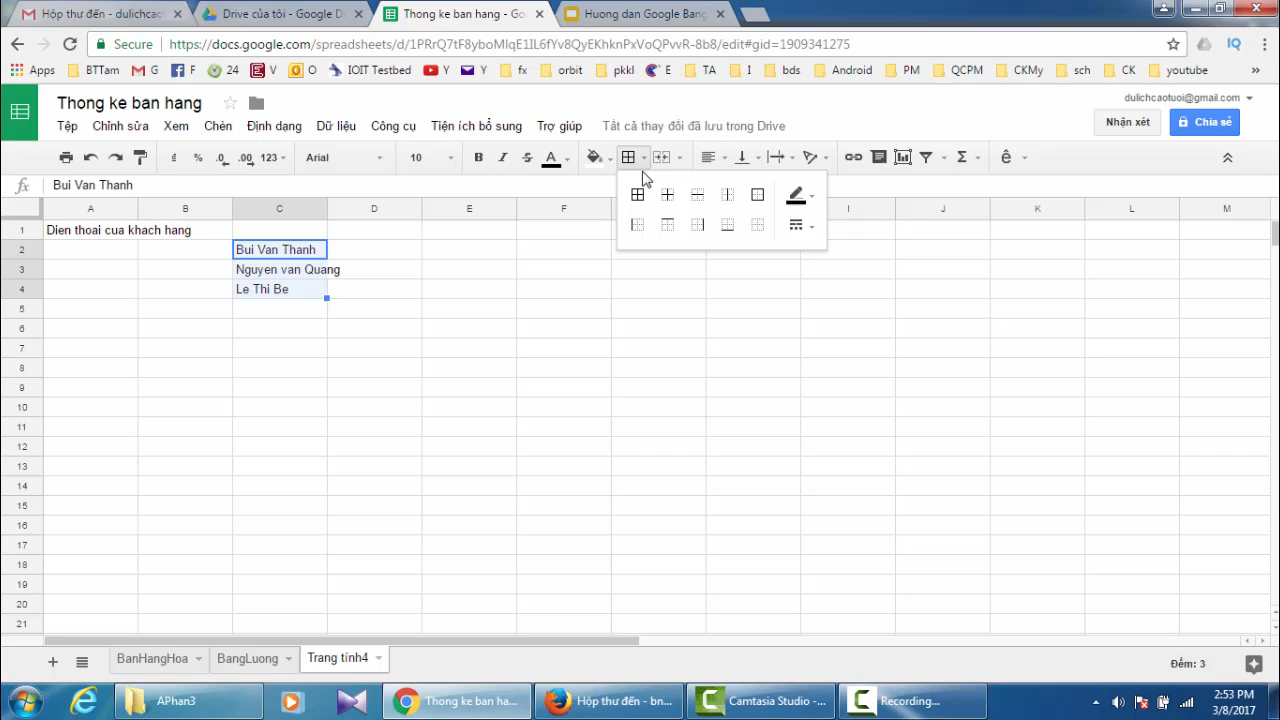 Hộp thư đến - dulichcaotuoi
Drive của tôi - Google D
Thong ke ban hang - Go
Huong dan Google Bang
Secure
https://docs.google.com/spreadsheets/d/1PRrQ7tF8yboMIqE1IL6fYv8QyEKhknPxVoQPvvR-8b8/edit#gid=1909341275
IQ
Apps BTTam G F 24 V O IOIT Testbed Y Y fx orbit pkkl E TA I bds Android PM QCPM CKMy sch CK youtube »
Thong ke ban hang
dulichcaotuoi@gmail.com
Tệp Chỉnh sửa Xem Chèn Định dạng Dữ liệu Công cụ Tiện ích bổ sung Trợ giúp Tất cả thay đổi đã lưu trong Drive
Nhận xét Chia sẻ
₫ % .0 .00 123 Arial 10 B I S A Σ ê
fx Bui Van Thanh
A B C D E F I J K L M
1 Dien thoai cua khach hang
2 Bui Van Thanh
3 Nguyen van Quang
4 Le Thi Be
5
6
7
8
9
10
11
12
13
14
15
16
17
18
19
20
21
+ BanHangHoa BangLuong Trang tính4 Đếm: 3
APhan3 Thong ke ban ha... Hộp thư đến - bn... Camtasia Studio -... Recording...
2:53 PM
3/8/2017